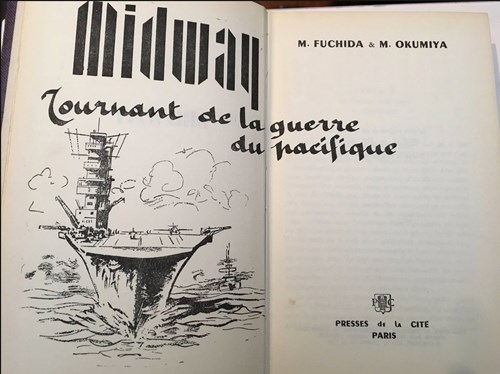 Midway
M. FUCHIDA & M. OKUMIYA
Tournant de la guerre
du pacifique
PRESSES de la CITÉ
PARIS